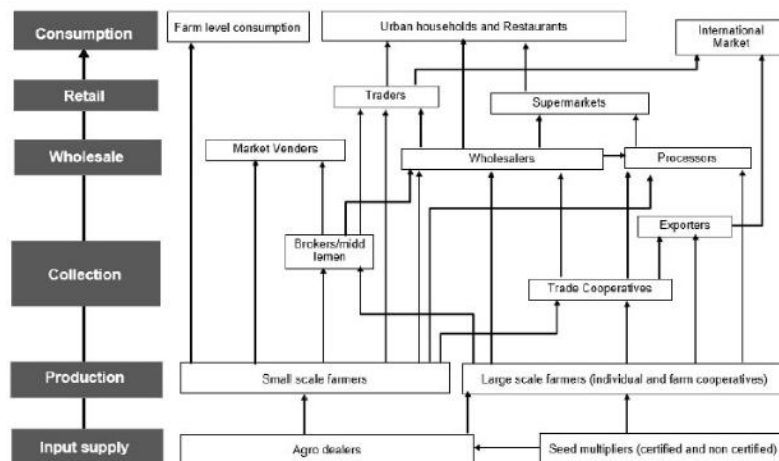 Consumption
Farm level consumption
Urban households and Restaurants
International
Market
Retail
Traders
Supermarkets
Wholesale
Market Venders
Wholesalers
Processors
Exporters
Brokers/midd
lemen
Collection
Trade Cooperatives
Production
Small scale farmers
Large scale farmers (individual and farm cooperatives)
Input supply
Agro dealers
Seed multipliers (certified and non certified)